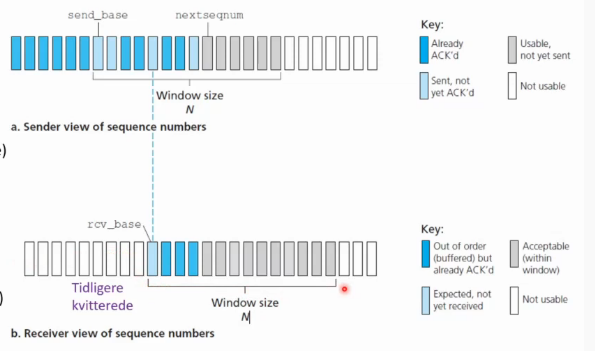 send_base
nextseqnum
Key:
Already
ACK'd
Usable,
not yet sent
Sent, not
yet ACK'd
Not usable
Window size
N
a. Sender view of sequence numbers
e)
rcv_base
Key:
Out of order
(buffered) but
already ACK'd
Acceptable
(within
window)
Expected, not
yet received
Not usable
Tidligere
kvitterede
)
Window size
N
b. Receiver view of sequence numbers